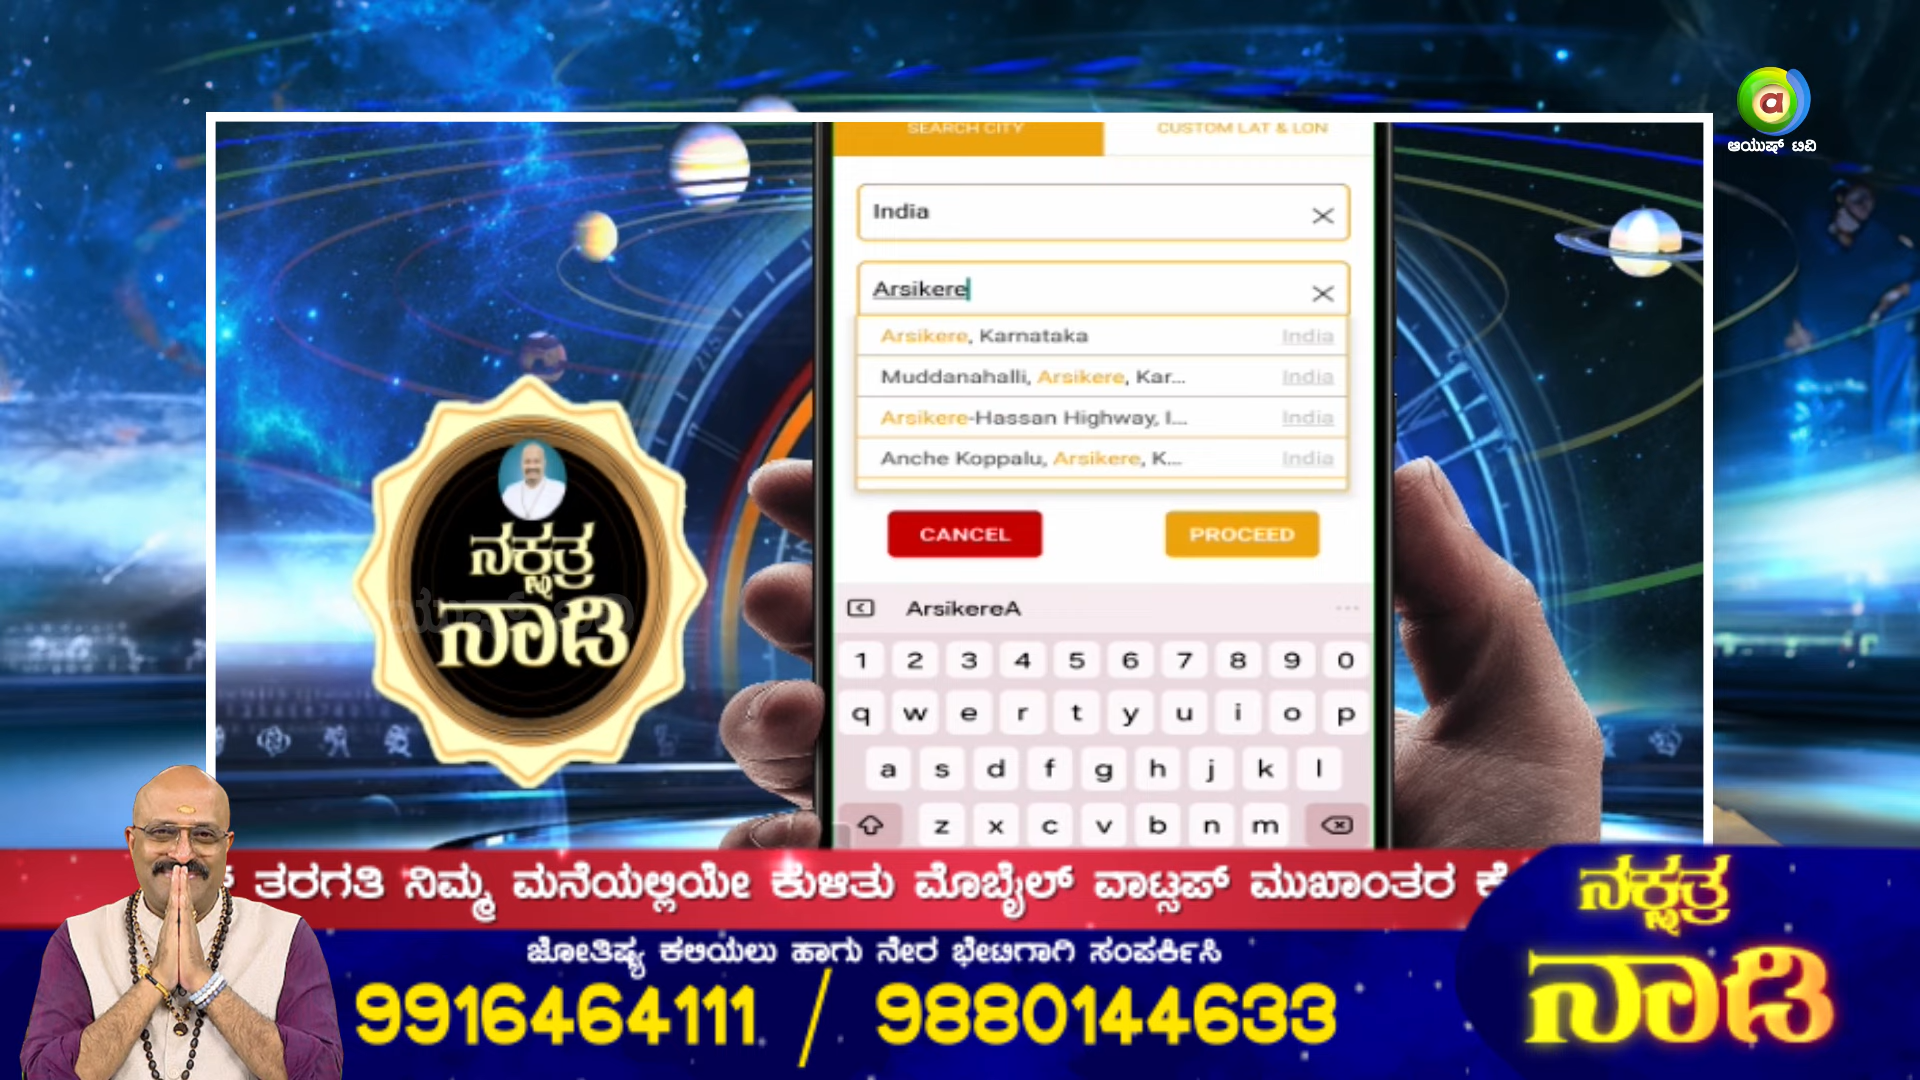 SEARCH CITY
CUSTOM LAT & LON
a
ಆಯುಷ್ ಟಿವಿ
India
Arsikere
Arsikere, Karnataka India
Muddanahalli, Arsikere, Kar... India
Arsikere-Hassan Highway, I... India
Anche Koppalu, Arsikere, K... India
CANCEL
PROCEED
ನಕ್ಷತ್ರ
ನಾಡಿ
ArsikereA
1 2 3 4 5 6 7 8 9 0
q w e r t y u i o p
a s d f g h j k l
z x c v b n m
ತರಗತಿ ನಿಮ್ಮ ಮನೆಯಲ್ಲಿಯೇ ಕುಳಿತು ಮೊಬೈಲ್ ವಾಟ್ಸಪ್ ಮುಖಾಂತರ
ಜ್ಯೋತಿಷ್ಯ ಕಲಿಯಲು ಹಾಗು ನೇರ ಭೇಟಿಗಾಗಿ ಸಂಪರ್ಕಿಸಿ
9916464111 / 9880144633
ನಕ್ಷತ್ರ
ನಾಡಿ